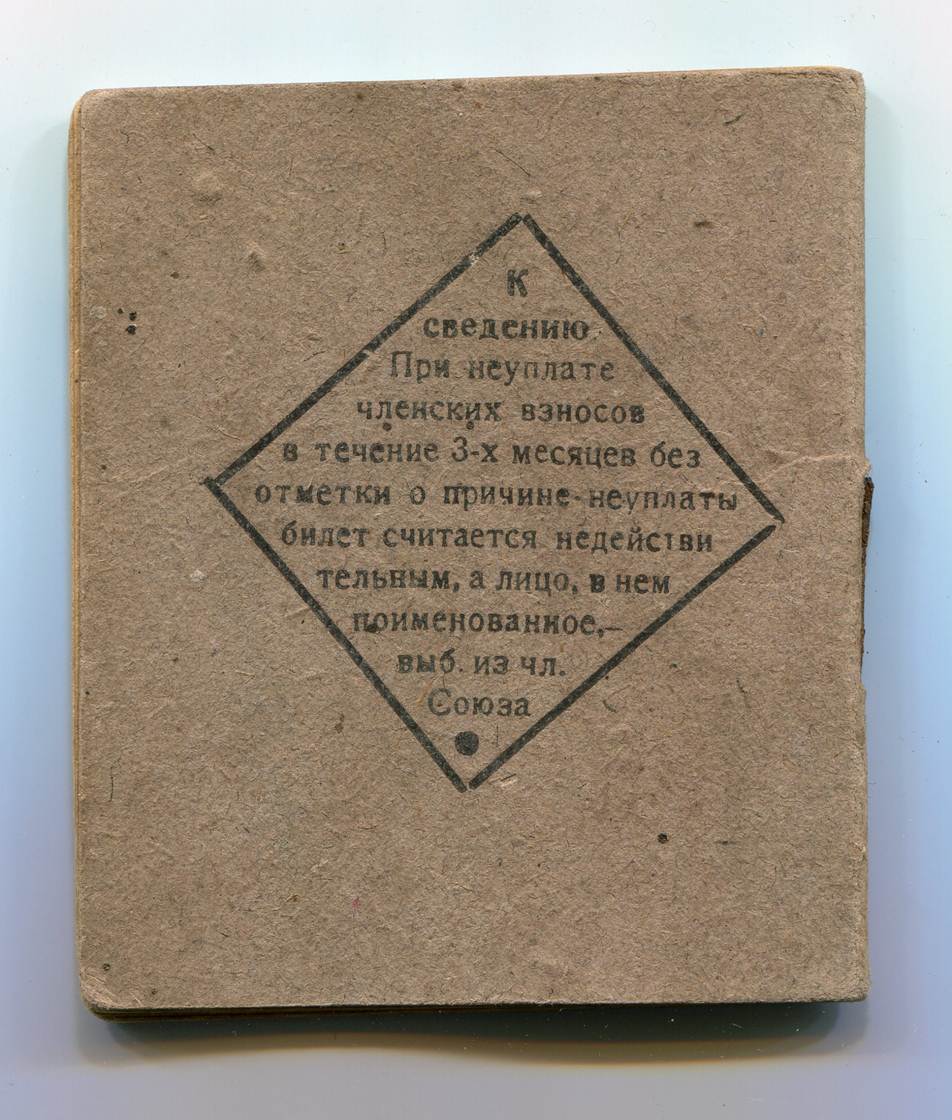 К
сведению
При неуплате
членских взносов
в течение 3-х месяцев без
отметки о причине неуплаты
билет считается недействи
тельным, а лицо, в нем
поименованное,—
выб. из чл.
Союза